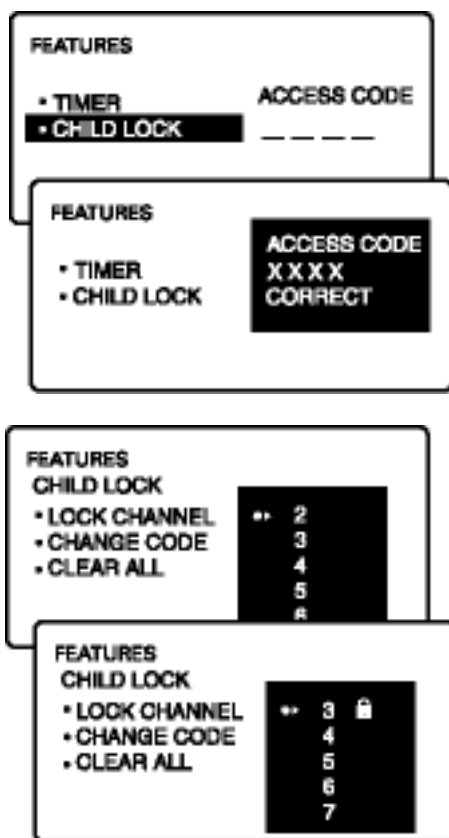 FEATURES
• TIMER
• CHILD LOCK
ACCESS CODE
_ _ _ _
FEATURES
• TIMER
• CHILD LOCK
ACCESS CODE
X X X X
CORRECT
FEATURES
CHILD LOCK
• LOCK CHANNEL
• CHANGE CODE
• CLEAR ALL
2
3
4
5
6
FEATURES
CHILD LOCK
• LOCK CHANNEL
• CHANGE CODE
• CLEAR ALL
3
4
5
6
7